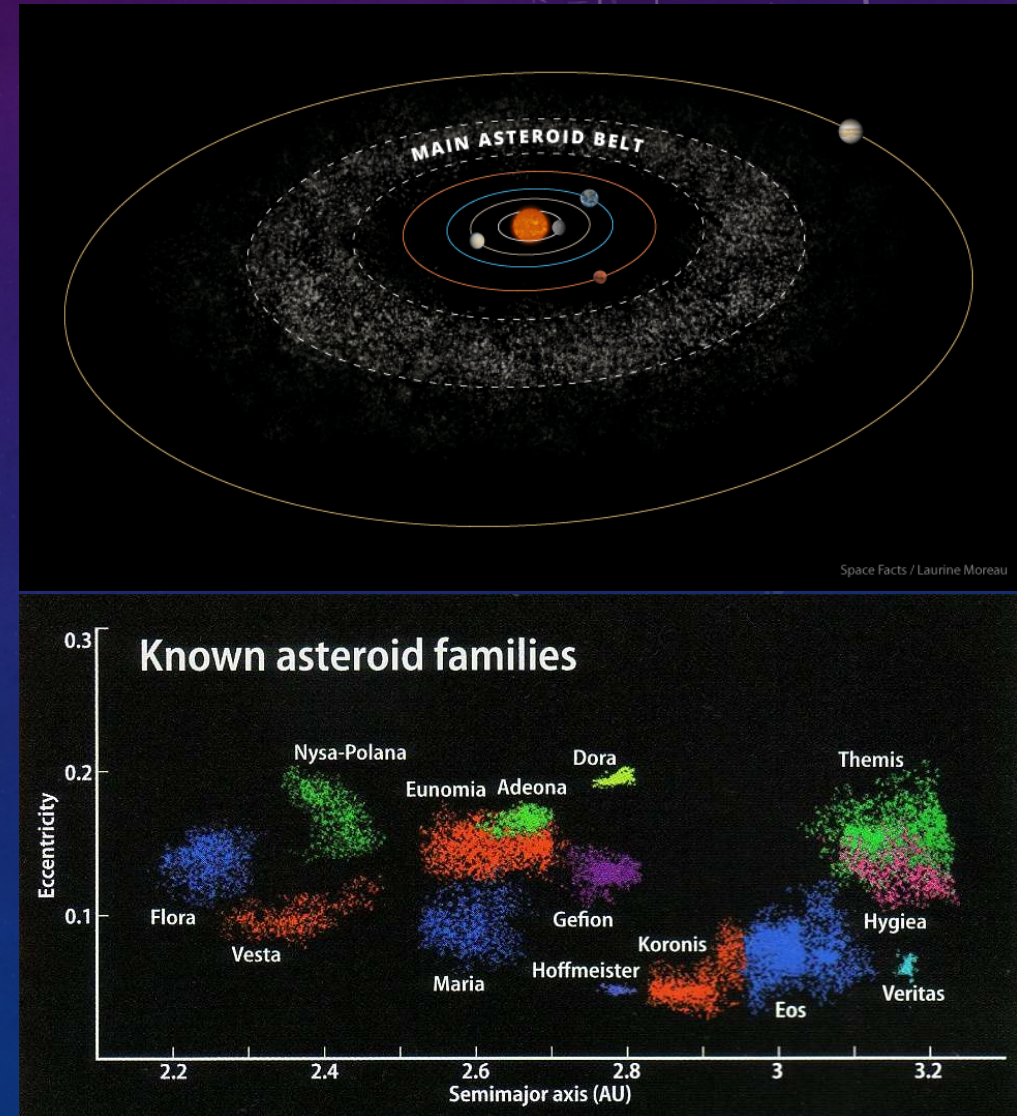 MAIN ASTEROID BELT
Space Facts / Laurine Moreau
Known asteroid families
0.3
0.2
0.1
Eccentricity
Nysa-Polana
Dora
Themis
Eunomia
Adeona
Flora
Vesta
Gefion
Hygiea
Koronis
Maria
Hoffmeister
Veritas
Eos
2.2 2.4 2.6 2.8 3 3.2
Semimajor axis (AU)